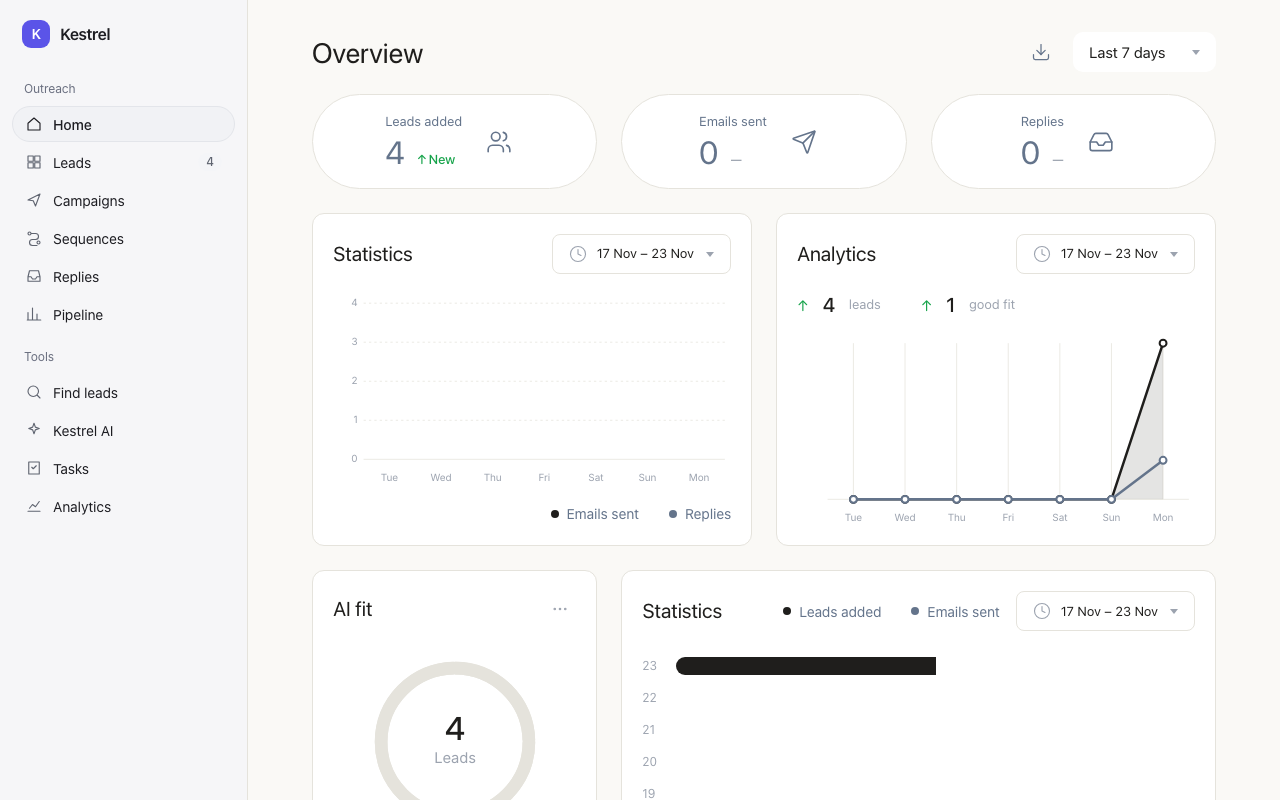 K Kestrel
Outreach
Home
Leads 4
Campaigns
Sequences
Replies
Pipeline
Tools
Find leads
Kestrel AI
Tasks
Analytics
Overview
Last 7 days
Leads added
4 ↑ New
Emails sent
0 –
Replies
0 –
Statistics
17 Nov – 23 Nov
4
3
2
1
0
Tue Wed Thu Fri Sat Sun Mon
Emails sent Replies
Analytics
17 Nov – 23 Nov
↑ 4 leads ↑ 1 good fit
Tue Wed Thu Fri Sat Sun Mon
AI fit
4
Leads
Statistics
Leads added Emails sent
17 Nov – 23 Nov
23
22
21
20
19